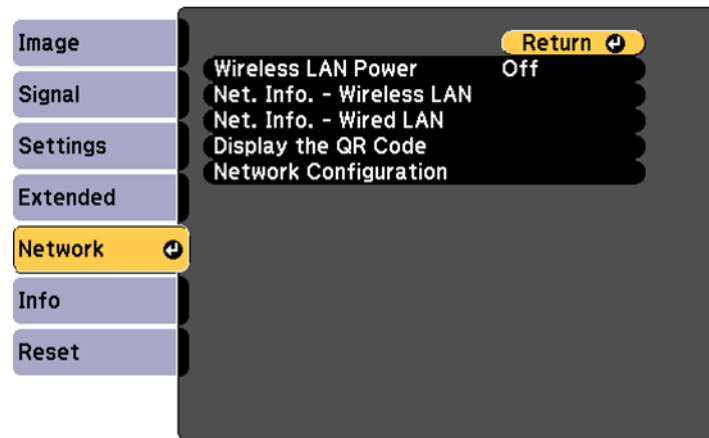 Image
Signal
Settings
Extended
Network
Info
Reset
Return
Wireless LAN Power Off
Net. Info. - Wireless LAN
Net. Info. - Wired LAN
Display the QR Code
Network Configuration